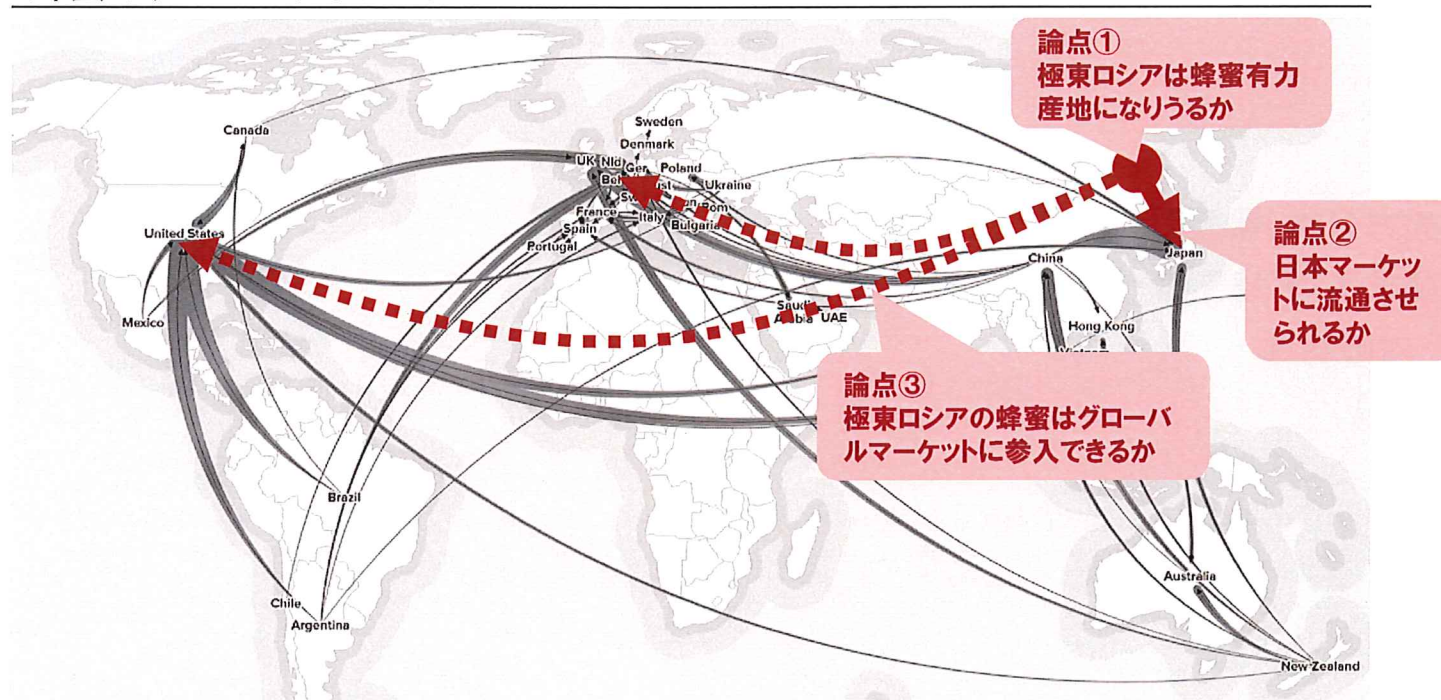 論点①
極東ロシアは蜂蜜有力
産地になりうるか
Sweden
Canada
Denmark
UK
Nld
Ger
Poland
Ukraine
France
Italy
Bulgaria
Spain
Portugal
United States
論点②
日本マーケッ
トに流通させ
られるか
China
Japan
Saudi
Arabia
UAE
Mexico
Hong Kong
論点③
極東ロシアの蜂蜜はグローバ
ルマーケットに参入できるか
Brazil
Australia
Chile
Argentina
New Zealand